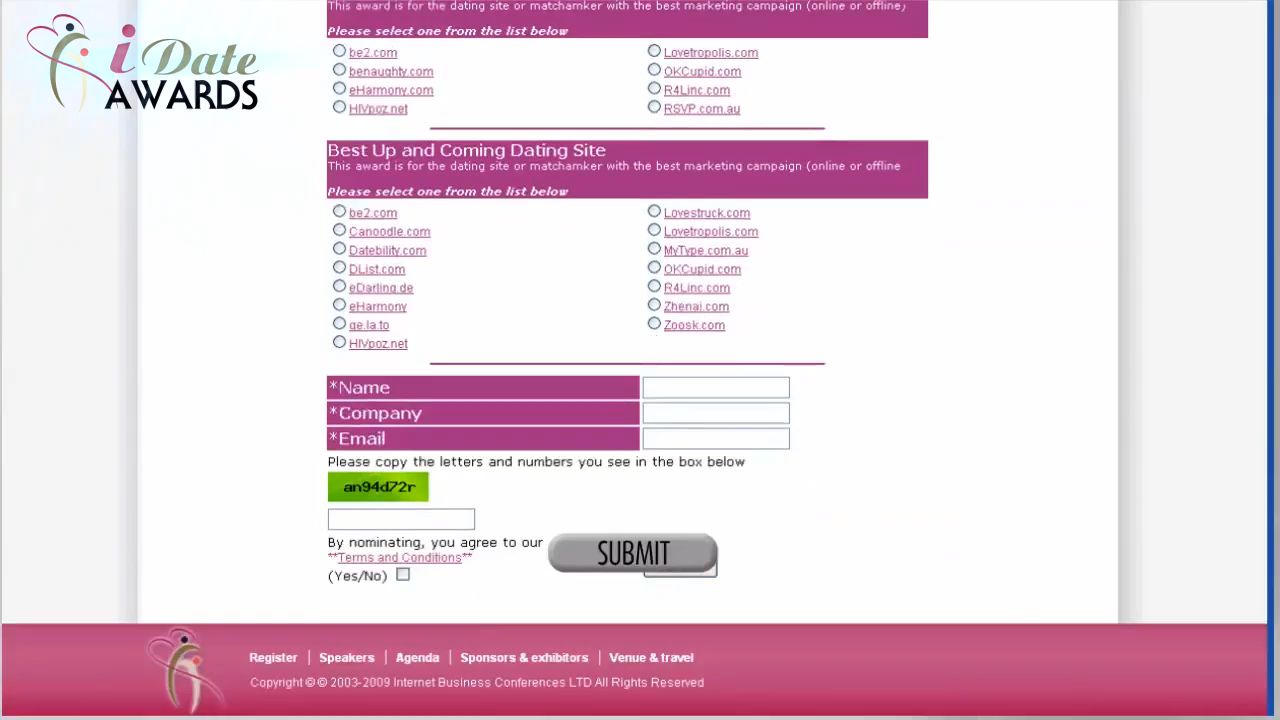 i Date
AWARDS
This award is for the dating site or matchamker with the best marketing campaign (online or offline)
Please select one from the list below
be2.com
benaughty.com
eHarmony.com
HIVpoz.net
Lovetropolis.com
OKCupid.com
R4Linc.com
RSVP.com.au
Best Up and Coming Dating Site
This award is for the dating site or matchamker with the best marketing campaign (online or offline
Please select one from the list below
be2.com
Canoodle.com
Datebility.com
DList.com
eDarling.de
eHarmony
ge.la.to
HIVpoz.net
Lovestruck.com
Lovetropolis.com
MyType.com.au
OKCupid.com
R4Linc.com
Zhenai.com
Zoosk.com
*Name
*Company
*Email
Please copy the letters and numbers you see in the box below
an94d72r
By nominating, you agree to our
**Terms and Conditions**
(Yes/No)
SUBMIT
Register | Speakers | Agenda | Sponsors & exhibitors | Venue & travel
Copyright © © 2003-2009 Internet Business Conferences LTD All Rights Reserved